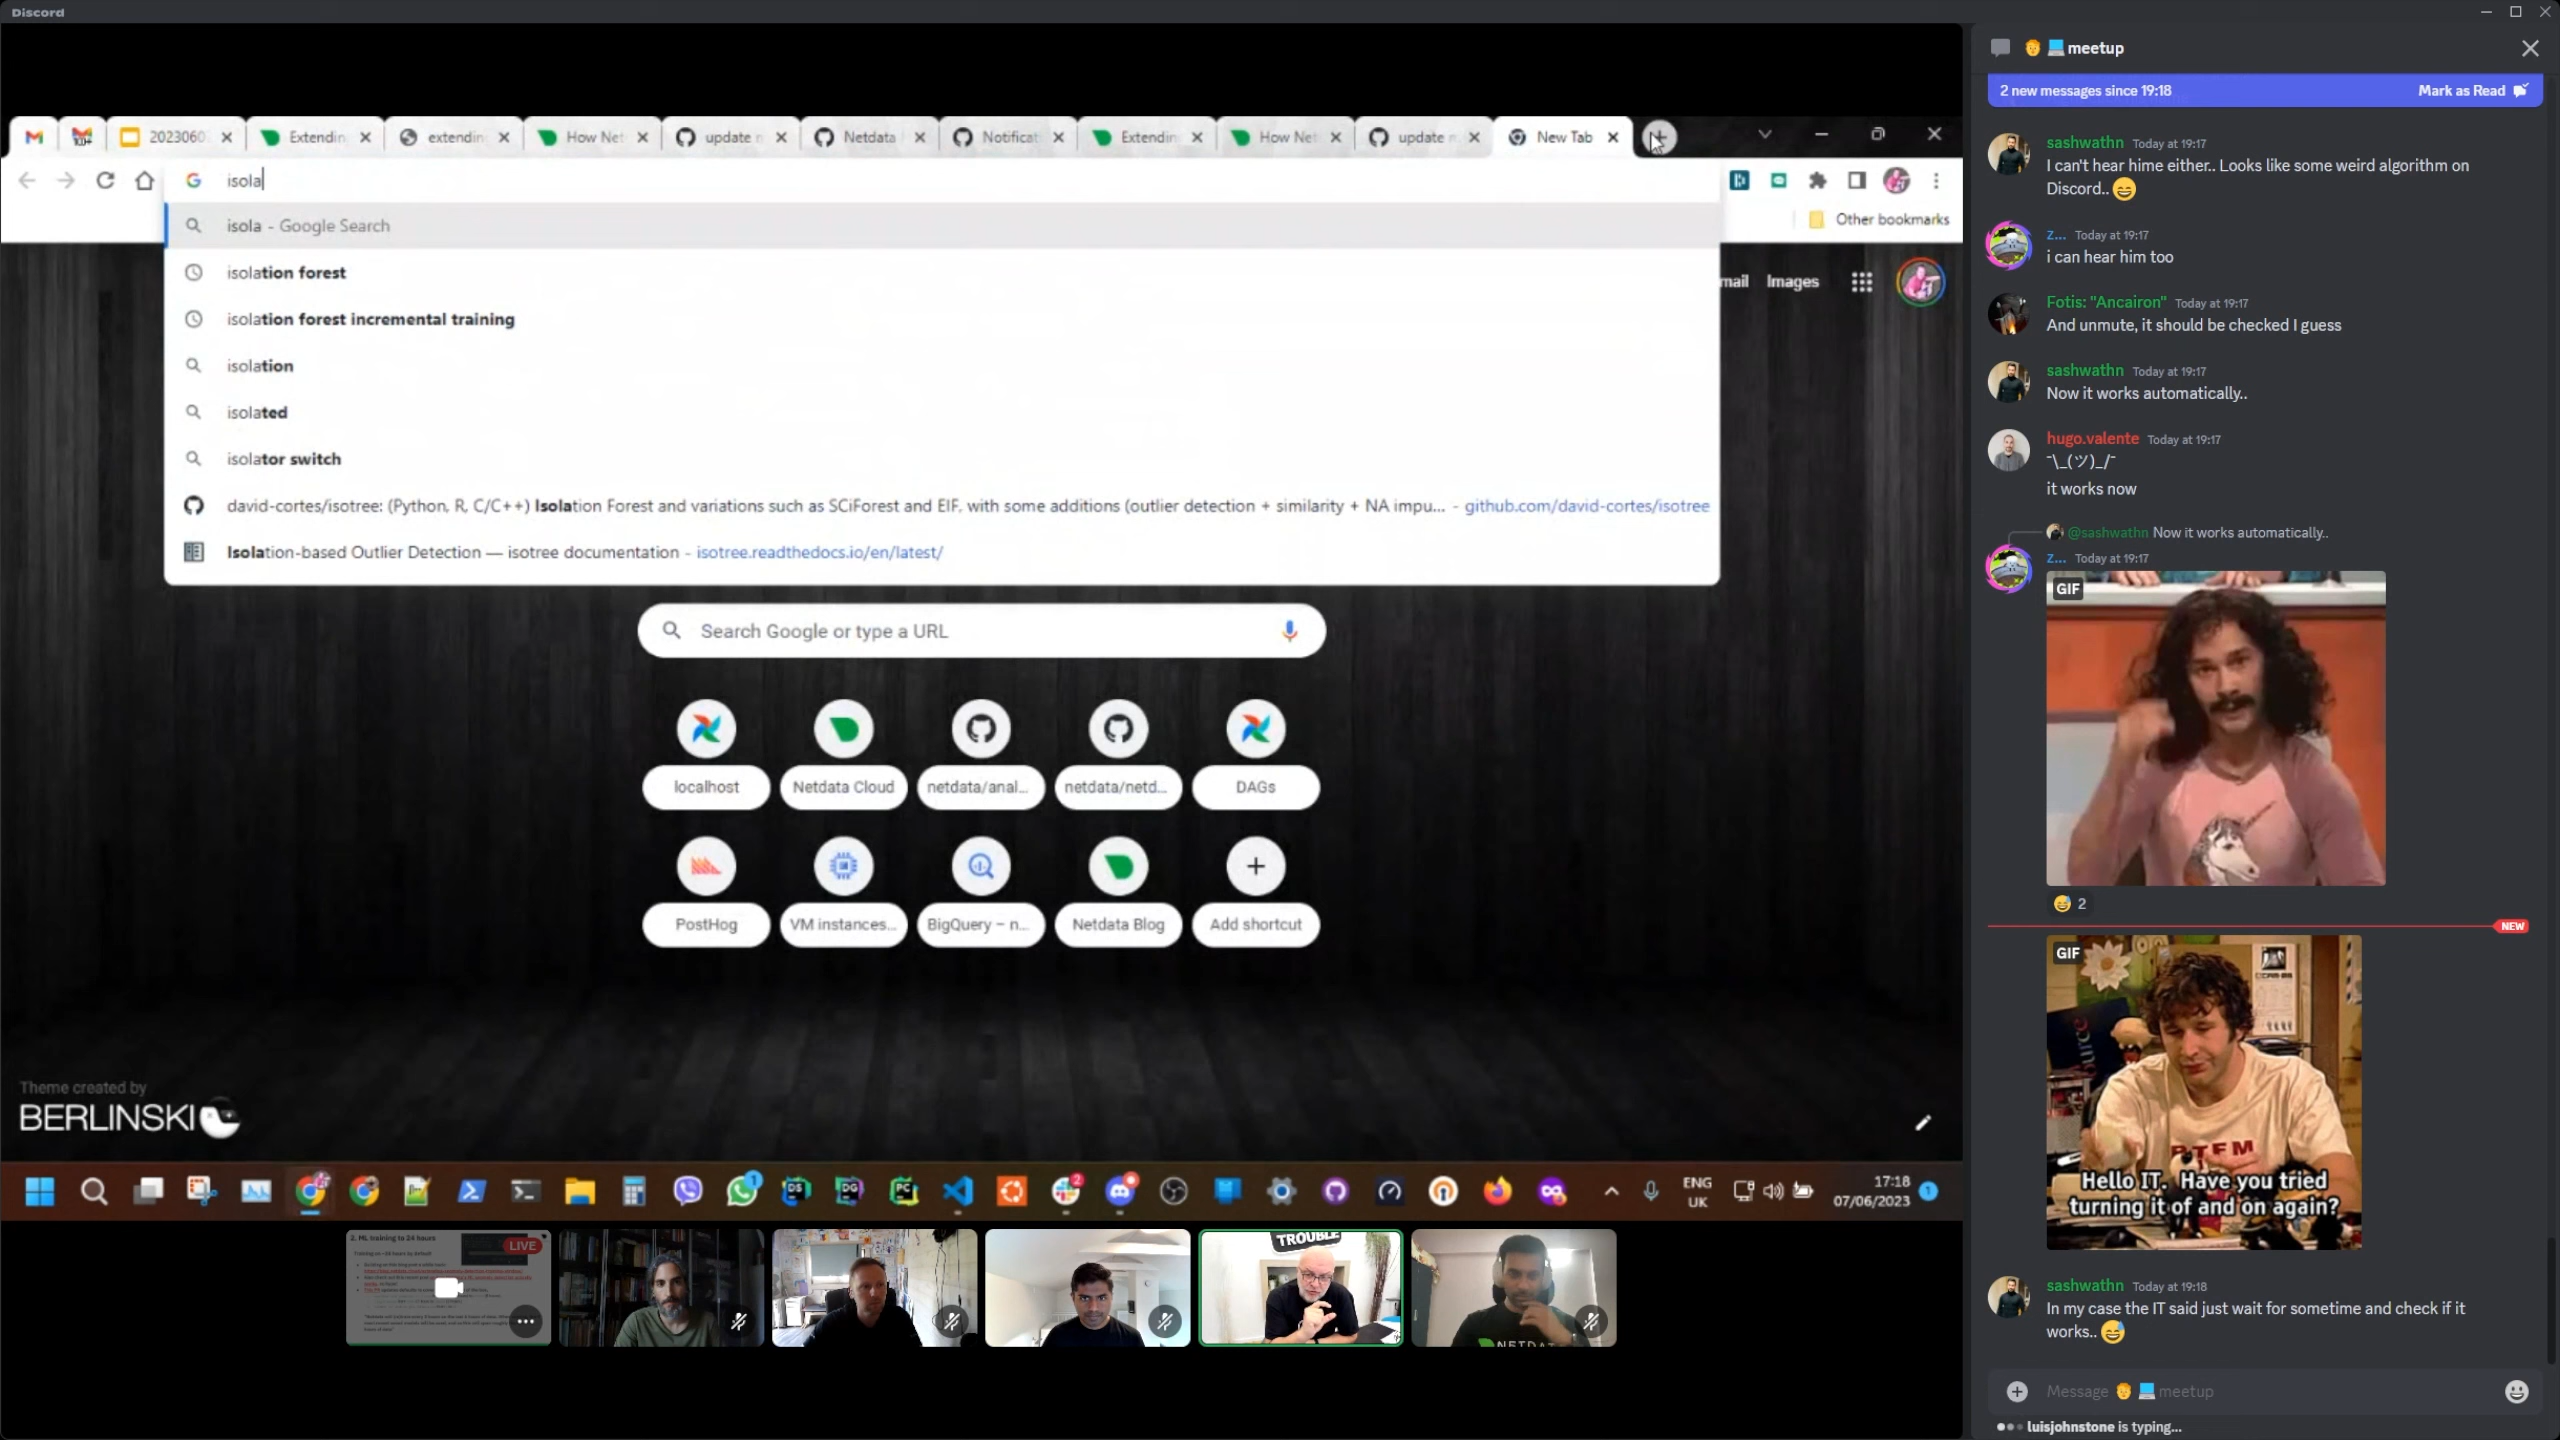 Discord
2023060
Extendin
extendin
How Net
update n
Netdata
Notificat
Extendin
How Net
update n
New Tab
isola
Other bookmarks
isola - Google Search
isolation forest
isolation forest incremental training
isolation
isolated
isolator switch
david-cortes/isotree: (Python, R, C/C++) Isolation Forest and variations such as SCiForest and EIF, with some additions (outlier detection + similarity + NA impu... - github.com/david-cortes/isotree
Isolation-based Outlier Detection — isotree documentation - isotree.readthedocs.io/en/latest/
mail Images
Search Google or type a URL
localhost
Netdata Cloud
netdata/anal...
netdata/netd...
DAGs
PostHog
VM instances...
BigQuery – n...
Netdata Blog
Add shortcut
Theme created by
BERLINSKI
ENG
UK
17:18
07/06/2023
2. ML training to 24 hours
LIVE
TROUBLE
NETDAT
meetup
2 new messages since 19:18 Mark as Read
sashwathn Today at 19:17
I can't hear hime either.. Looks like some weird algorithm on
Discord.. 😄
z... Today at 19:17
i can hear him too
Fotis: "Ancairon" Today at 19:17
And unmute, it should be checked I guess
sashwathn Today at 19:17
Now it works automatically..
hugo.valente Today at 19:17
¯\_(ツ)_/¯
it works now
@sashwathn Now it works automatically..
z... Today at 19:17
GIF
2
NEW
GIF
RTFM
Hello IT. Have you tried
turning it of and on again?
sashwathn Today at 19:18
In my case the IT said just wait for sometime and check if it
works.. 😅
Message 🧑‍💻 meetup
luisjohnstone is typing...